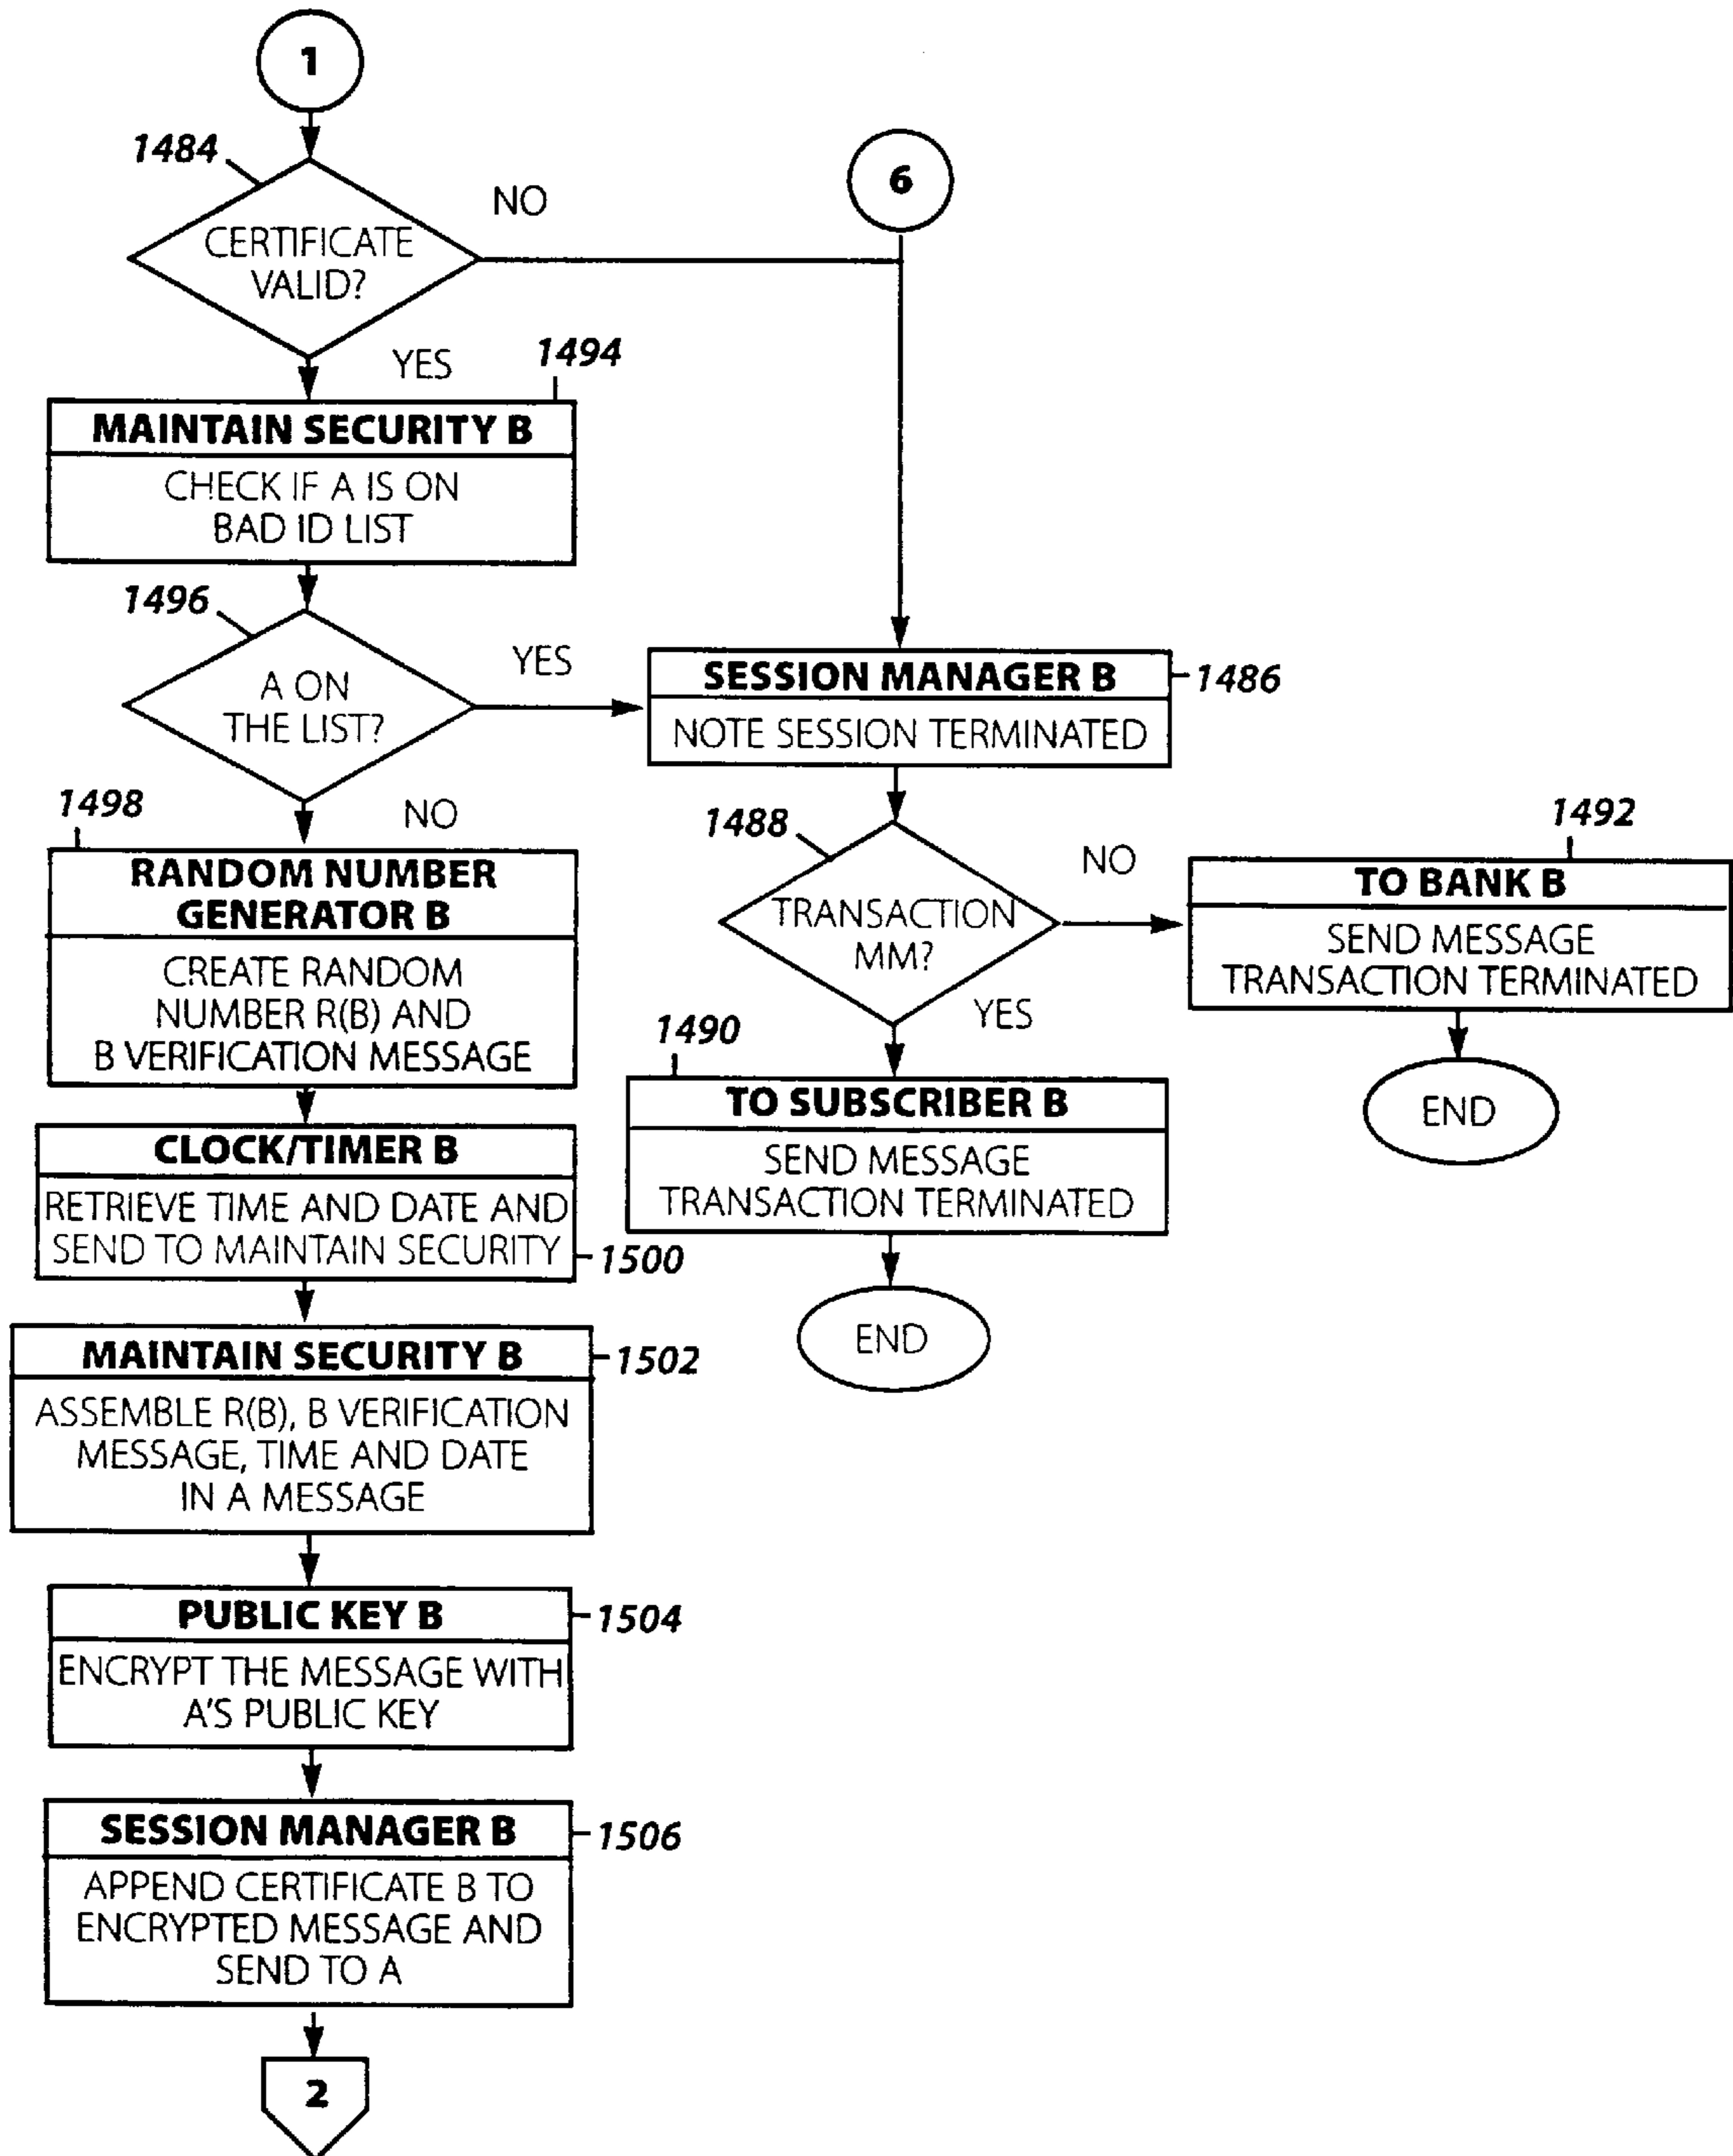 1
1484
NO
6
CERTIFICATE
VALID?
YES
1494
MAINTAIN SECURITY B
CHECK IF A IS ON
BAD ID LIST
1496
YES
A ON
THE LIST?
SESSION MANAGER B
1486
NOTE SESSION TERMINATED
1498
NO
1488
NO
1492
RANDOM NUMBER
GENERATOR B
CREATE RANDOM
NUMBER R(B) AND
B VERIFICATION MESSAGE
TRANSACTION
MM?
TO BANK B
SEND MESSAGE
TRANSACTION TERMINATED
YES
1490
END
TO SUBSCRIBER B
SEND MESSAGE
TRANSACTION TERMINATED
CLOCK/TIMER B
RETRIEVE TIME AND DATE AND
SEND TO MAINTAIN SECURITY
1500
END
MAINTAIN SECURITY B
1502
ASSEMBLE R(B), B VERIFICATION
MESSAGE, TIME AND DATE
IN A MESSAGE
PUBLIC KEY B
1504
ENCRYPT THE MESSAGE WITH
A'S PUBLIC KEY
SESSION MANAGER B
1506
APPEND CERTIFICATE B TO
ENCRYPTED MESSAGE AND
SEND TO A
2